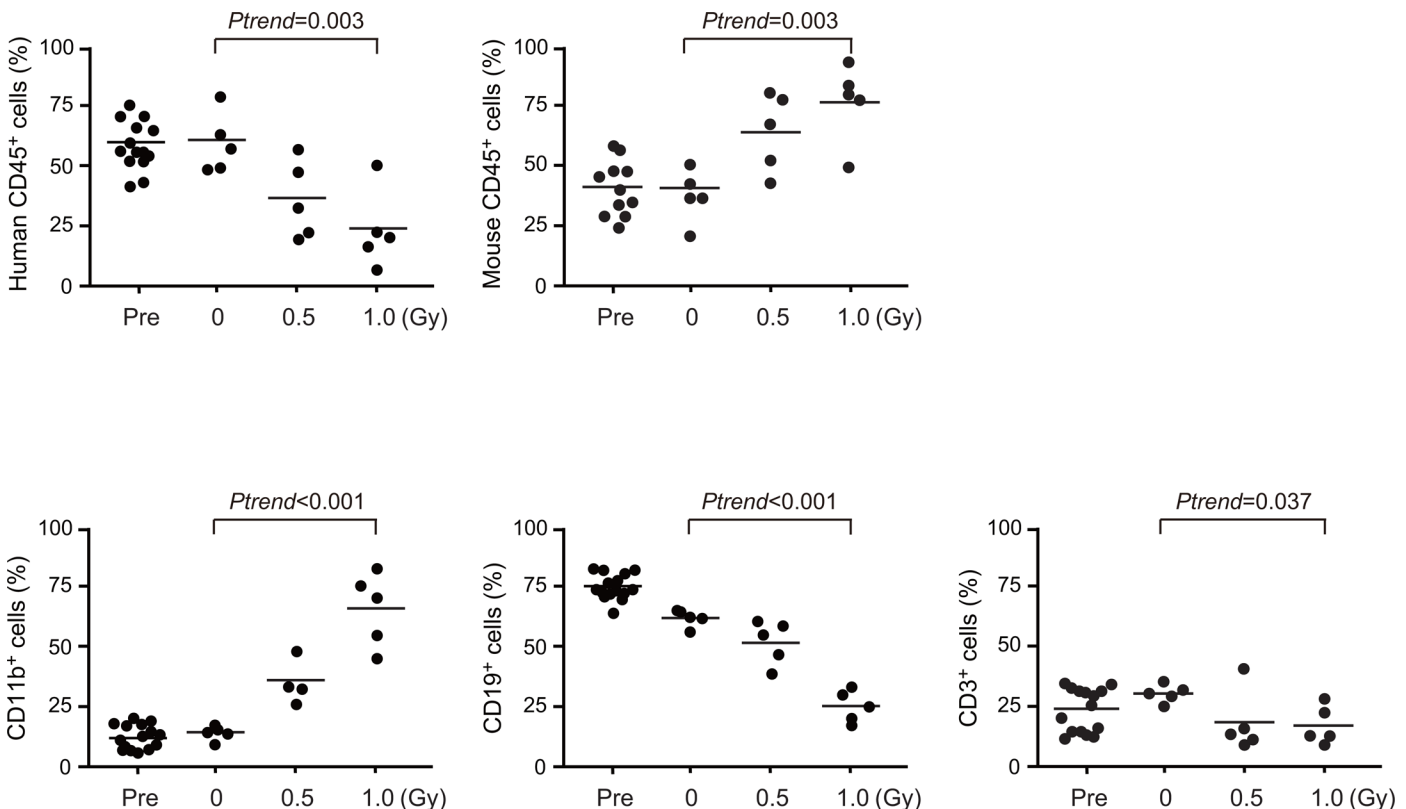 Ptrend=0.003
Human CD45+ cells (%)
100
75
50
25
0
Pre 0 0.5 1.0 (Gy)
Ptrend=0.003
Mouse CD45+ cells (%)
100
75
50
25
0
Pre 0 0.5 1.0 (Gy)
Ptrend<0.001
CD11b+ cells (%)
100
75
50
25
0
Pre 0 0.5 1.0 (Gy)
Ptrend<0.001
CD19+ cells (%)
100
75
50
25
0
Pre 0 0.5 1.0 (Gy)
Ptrend=0.037
CD3+ cells (%)
100
75
50
25
0
Pre 0 0.5 1.0 (Gy)